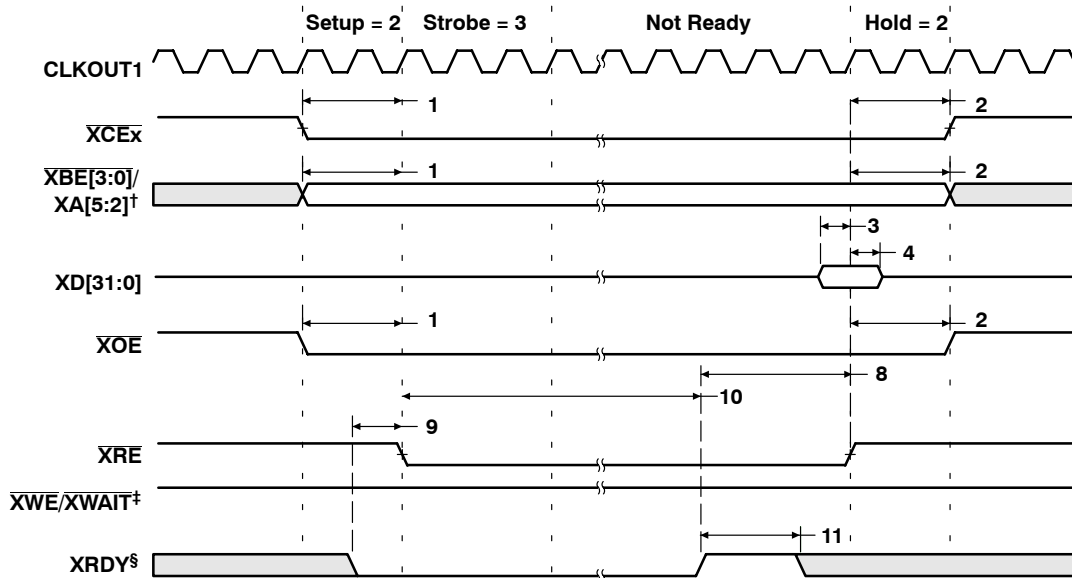 Setup = 2 Strobe = 3 Not Ready Hold = 2
CLKOUT1
1 2
XCEx
1 2
XBE[3:0]/
XA[5:2]†
3
4
XD[31:0]
1 2
XOE
8
10
9
XRE
XWE/XWAIT‡
11
XRDY§